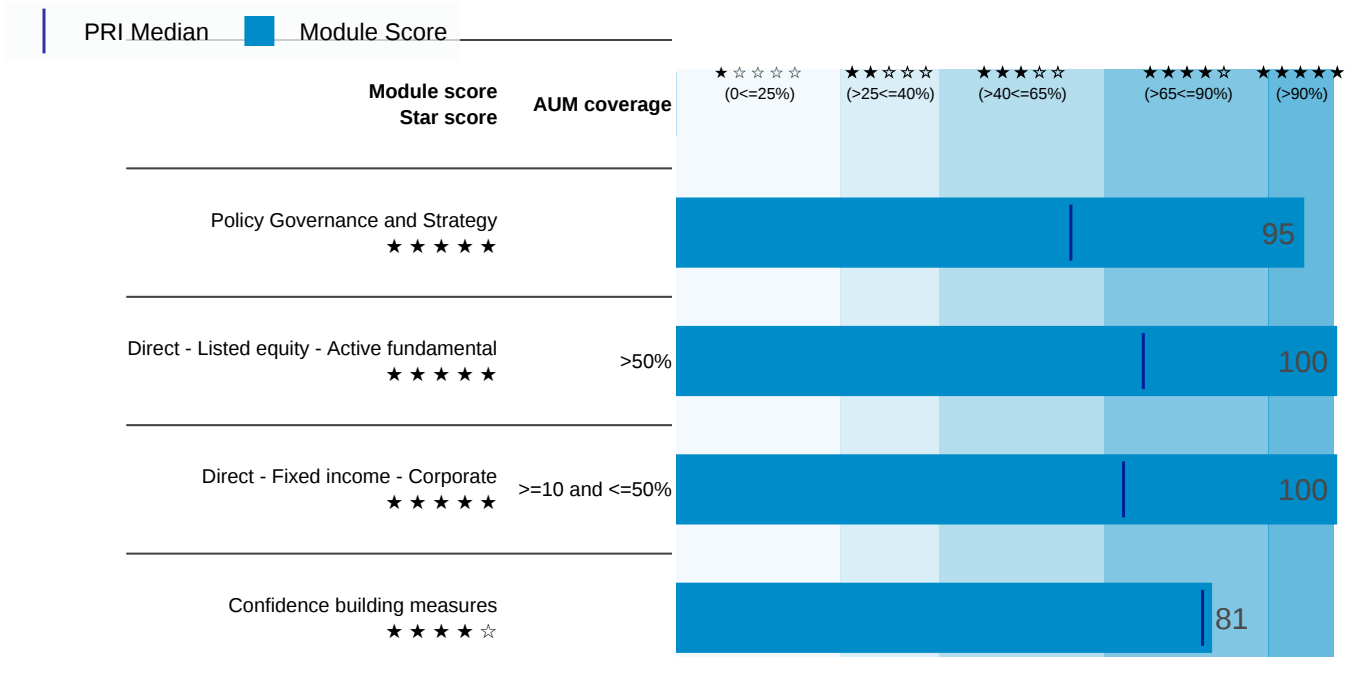 PRI Median Module Score
★ ☆ ☆ ☆ ☆ ★ ★ ☆ ☆ ☆ ★ ★ ★ ☆ ☆ ★ ★ ★ ★ ☆ ★ ★ ★ ★ ★
(0<=25%) (>25<=40%) (>40<=65%) (>65<=90%) (>90%)
Module score
Star score
AUM coverage
Policy Governance and Strategy
★ ★ ★ ★ ★
95
Direct - Listed equity - Active fundamental
★ ★ ★ ★ ★
>50%
100
Direct - Fixed income - Corporate
★ ★ ★ ★ ★
>=10 and <=50%
100
Confidence building measures
★ ★ ★ ★ ☆
81